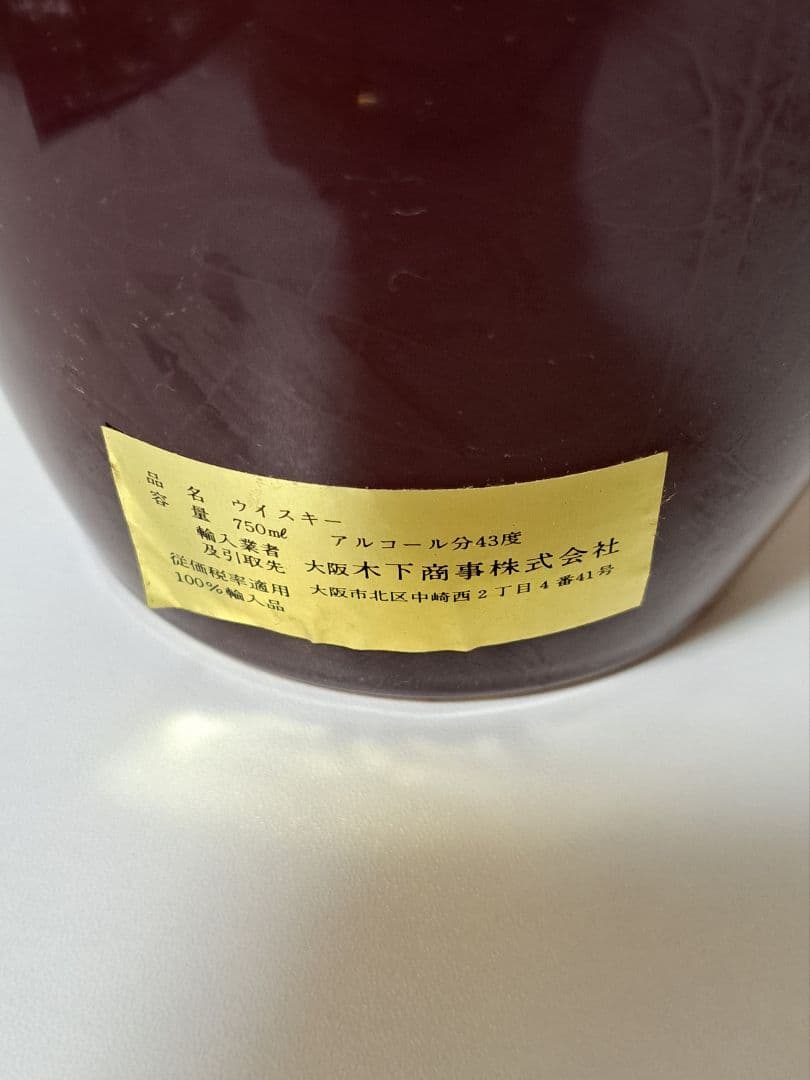 品名 ウイスキー
容量 750㎖ アルコール分43度
輸入業者
及引取先 大阪木下商事株式会社
従価税率適用 大阪市北区中崎西2丁目4番41号
100%輸入品